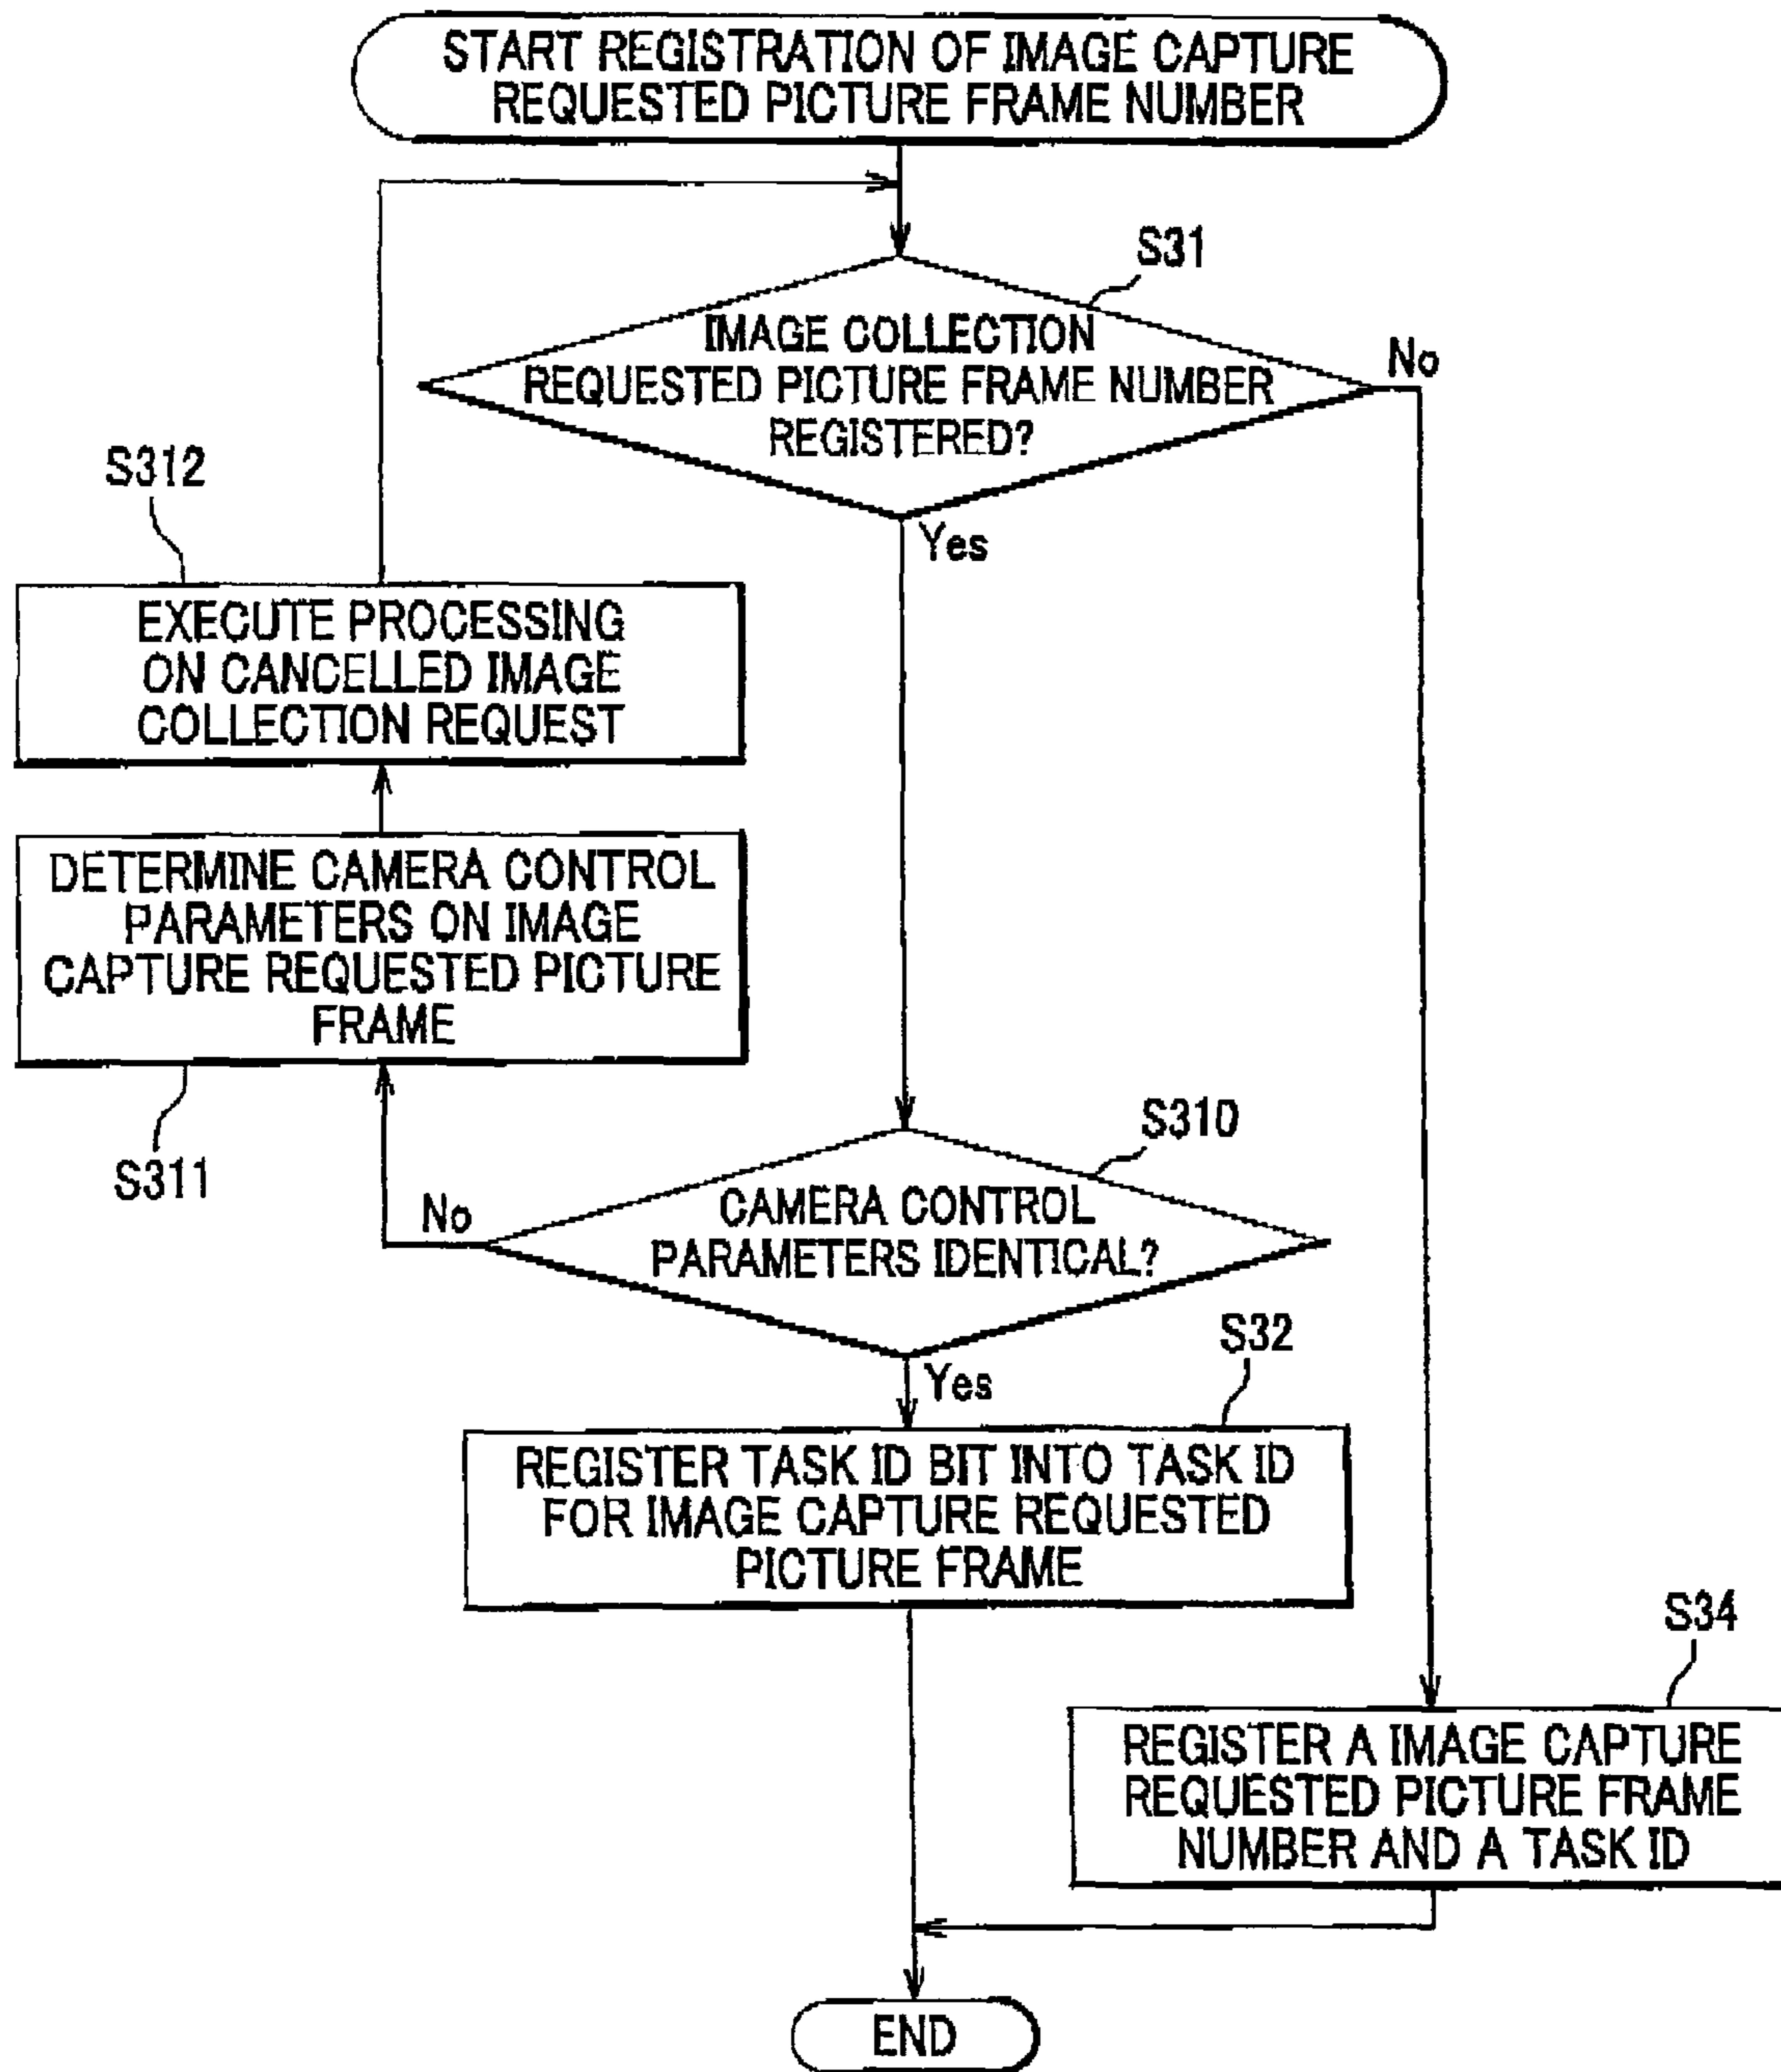 START REGISTRATION OF IMAGE CAPTURE
REQUESTED PICTURE FRAME NUMBER
S31
IMAGE COLLECTION
REQUESTED PICTURE FRAME NUMBER
REGISTERED?
No
Yes
S312
EXECUTE PROCESSING
ON CANCELLED IMAGE
COLLECTION REQUEST
DETERMINE CAMERA CONTROL
PARAMETERS ON IMAGE
CAPTURE REQUESTED PICTURE
FRAME
S311
S310
CAMERA CONTROL
PARAMETERS IDENTICAL?
No
Yes
S32
REGISTER TASK ID BIT INTO TASK ID
FOR IMAGE CAPTURE REQUESTED
PICTURE FRAME
S34
REGISTER A IMAGE CAPTURE
REQUESTED PICTURE FRAME
NUMBER AND A TASK ID
END